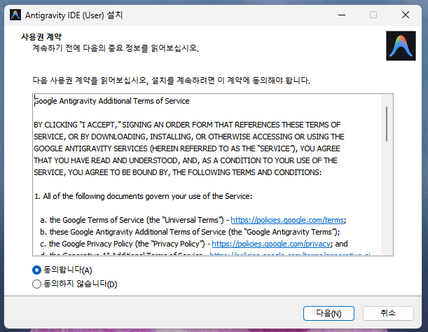 Antigravity IDE (User) 설치
사용권 계약
계속하기 전에 다음의 중요 정보를 읽어보십시오.
다음 사용권 계약을 읽어보십시오, 설치를 계속하려면 이 계약에 동의해야 합니다.
Google Antigravity Additional Terms of Service
BY CLICKING “I ACCEPT,” SIGNING AN ORDER FORM THAT REFERENCES THESE TERMS OF
SERVICE, OR BY DOWNLOADING, INSTALLING, OR OTHERWISE ACCESSING OR USING THE
GOOGLE ANTIGRAVITY SERVICES (HEREIN REFERRED TO AS THE “SERVICE”), YOU AGREE
THAT YOU HAVE READ AND UNDERSTOOD, AND, AS A CONDITION TO YOUR USE OF THE
SERVICE, YOU AGREE TO BE BOUND BY, THE FOLLOWING TERMS AND CONDITIONS:
1. All of the following documents govern your use of the Service:
a. the Google Terms of Service (the “Universal Terms”) - https://policies.google.com/terms;
b. these Google Antigravity Additional Terms of Service (the “Google Antigravity Terms”);
c. the Google Privacy Policy (the “Privacy Policy”) - https://policies.google.com/privacy; and
d. the Generative AI Additional Terms of Service - https://policies.google.com/terms/generative-ai
동의합니다(A)
동의하지 않습니다(D)
다음(N)
취소